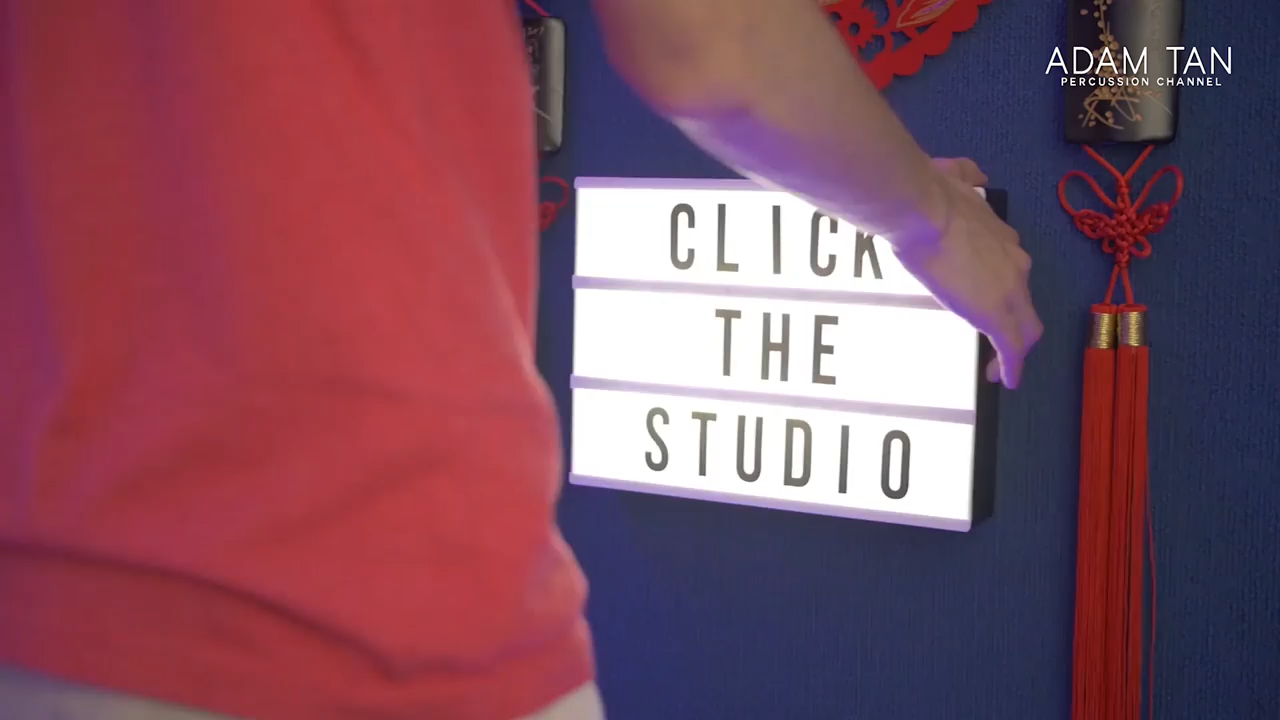 ADAM TAN
PERCUSSION CHANNEL
CLICK
THE
STUDIO